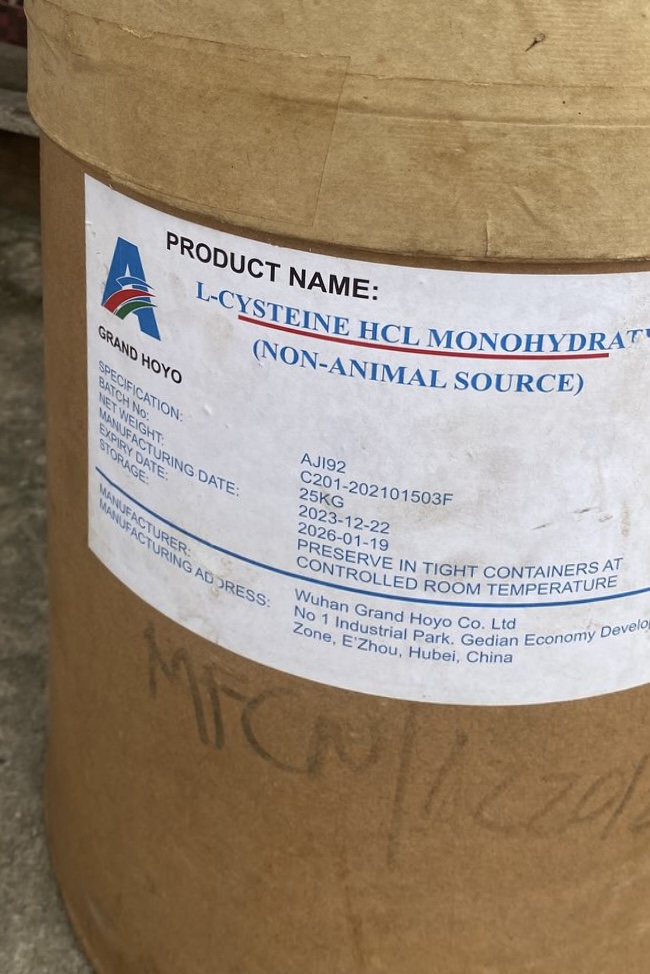 PRODUCT NAME:
L-CYSTEINE HCL MONOHYDRAT
(NON-ANIMAL SOURCE)
GRAND HOYO
SPECIFICATION: AJI92
BATCH No: C201-202101503F
NET WEIGHT: 25KG
MANUFACTURING DATE: 2023-12-22
EXPIRY DATE: 2026-01-19
STORAGE: PRESERVE IN TIGHT CONTAINERS AT
CONTROLLED ROOM TEMPERATURE
MANUFACTURER: Wuhan Grand Hoyo Co. Ltd
MANUFACTURING ADDRESS: No 1 Industrial Park, Gedian Economy Develo
Zone, E'Zhou, Hubei, China